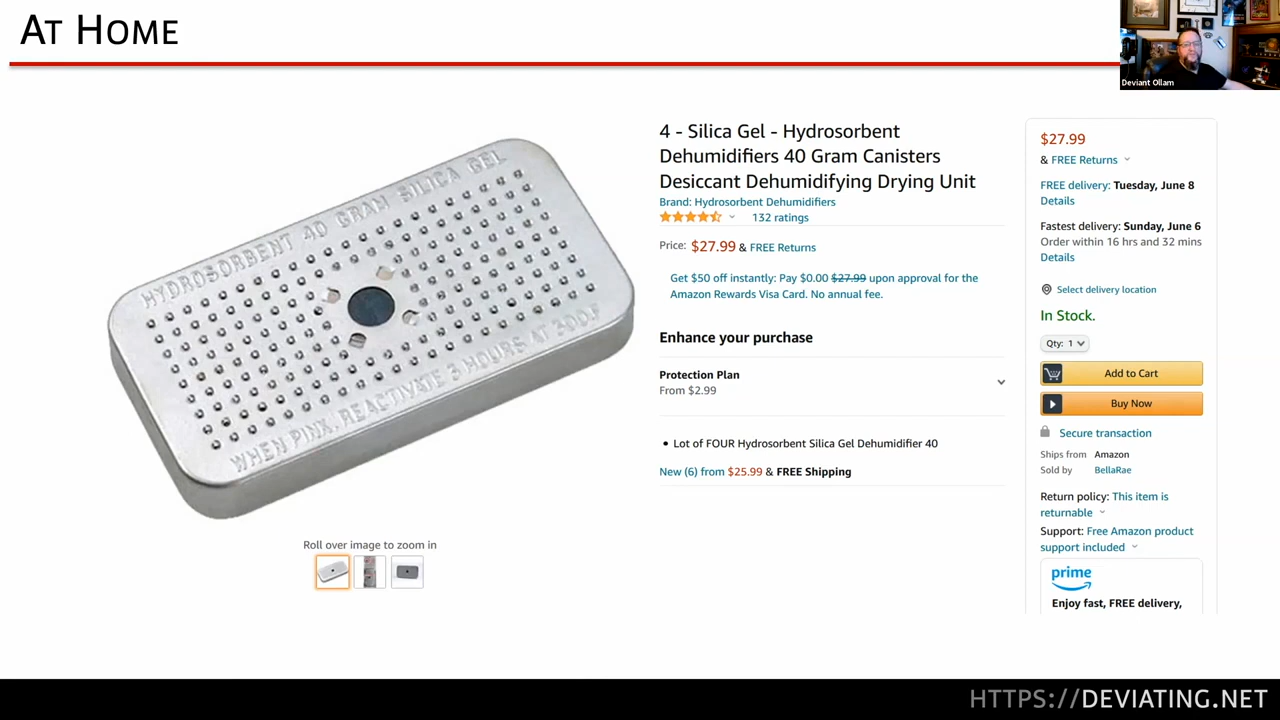 AT HOME
Deviant Ollam
HYDROSORBENT 40 GRAM SILICA GEL
WHEN PINK, REACTIVATE 3 HOURS AT 300F
Roll over image to zoom in
4 - Silica Gel - Hydrosorbent
Dehumidifiers 40 Gram Canisters
Desiccant Dehumidifying Drying Unit
Brand: Hydrosorbent Dehumidifiers
132 ratings
Price: $27.99 & FREE Returns
Get $50 off instantly: Pay $0.00 $27.99 upon approval for the
Amazon Rewards Visa Card. No annual fee.
Enhance your purchase
Protection Plan
From $2.99
• Lot of FOUR Hydrosorbent Silica Gel Dehumidifier 40
New (6) from $25.99 & FREE Shipping
$27.99
& FREE Returns
FREE delivery: Tuesday, June 8
Details
Fastest delivery: Sunday, June 6
Order within 16 hrs and 32 mins
Details
Select delivery location
In Stock.
Qty: 1
Add to Cart
Buy Now
Secure transaction
Ships from Amazon
Sold by BellaRae
Return policy: This item is
returnable
Support: Free Amazon product
support included
prime
Enjoy fast, FREE delivery,
HTTPS://DEVIATING.NET